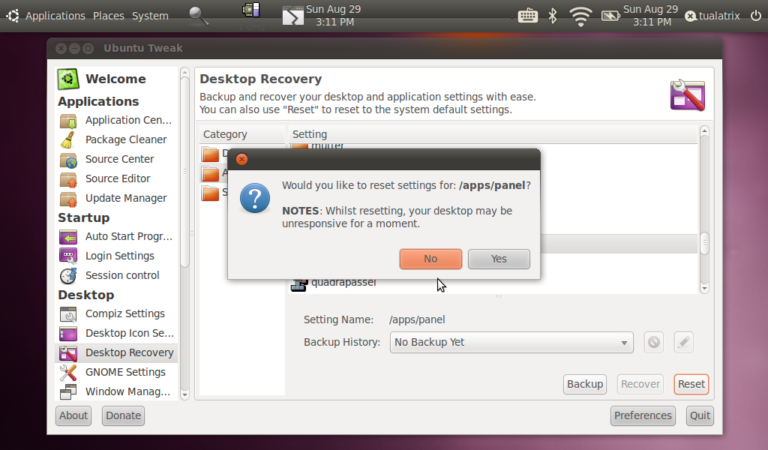 Applications Places System
Sun Aug 29
3:11 PM
Sun Aug 29
3:11 PM
tualatrix
Ubuntu Tweak
Welcome
Applications
Application Cen...
Package Cleaner
Source Center
Source Editor
Update Manager
Startup
Auto Start Progr...
Login Settings
Session control
Desktop
Compiz Settings
Desktop Icon Se...
Desktop Recovery
GNOME Settings
Window Manag...
About
Donate
Desktop Recovery
Backup and recover your desktop and application settings with ease.
You can also use "Reset" to reset to the system default settings.
Category
Setting
mutter
Would you like to reset settings for: /apps/panel?
NOTES: Whilst resetting, your desktop may be
unresponsive for a moment.
No
Yes
quadrapassel
Setting Name: /apps/panel
Backup History: No Backup Yet
Backup
Recover
Reset
Preferences
Quit